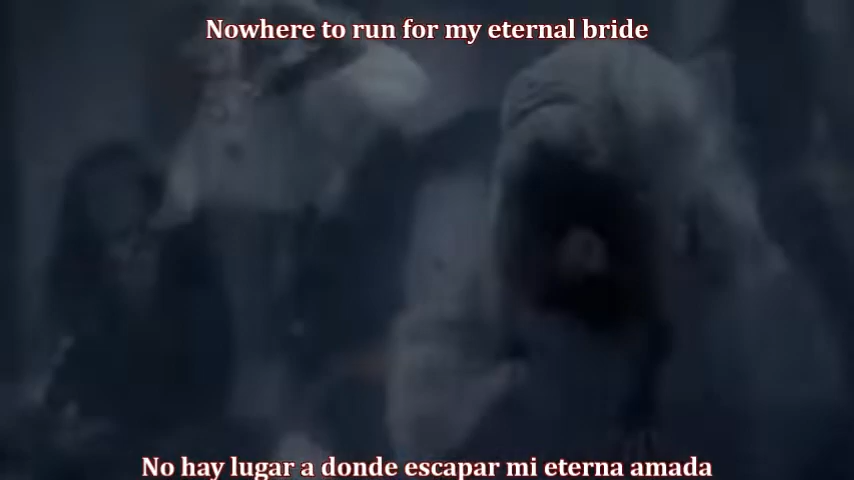 Nowhere to run for my eternal bride
No hay lugar a donde escapar mi eterna amada